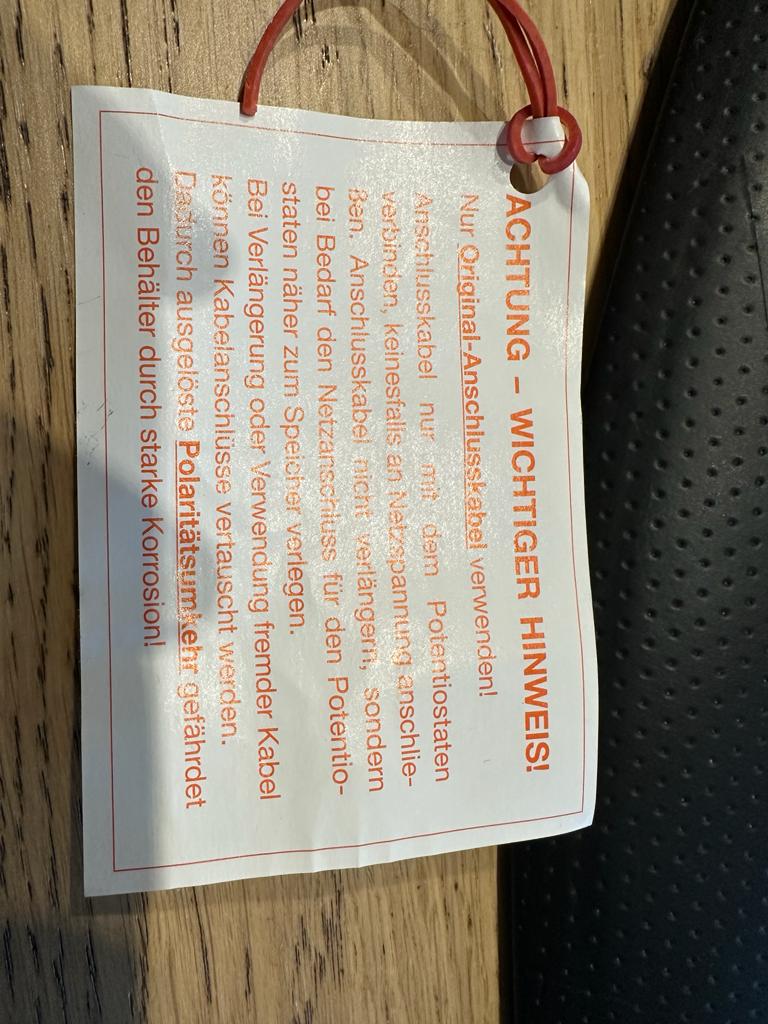 ACHTUNG – WICHTIGER HINWEIS!
Nur Original-Anschlusskabel verwenden!
Anschlusskabel nur mit dem Potentiostaten
verbinden, keinesfalls an Netzspannung anschlie-
ßen. Anschlusskabel nicht verlängern, sondern
bei Bedarf den Netzanschluss für den Potentio-
staten näher zum Speicher verlegen.
Bei Verlängerung oder Verwendung fremder Kabel
können Kabelanschlüsse vertauscht werden.
Dadurch ausgelöste Polaritätsumkehr gefährdet
den Behälter durch starke Korrosion!